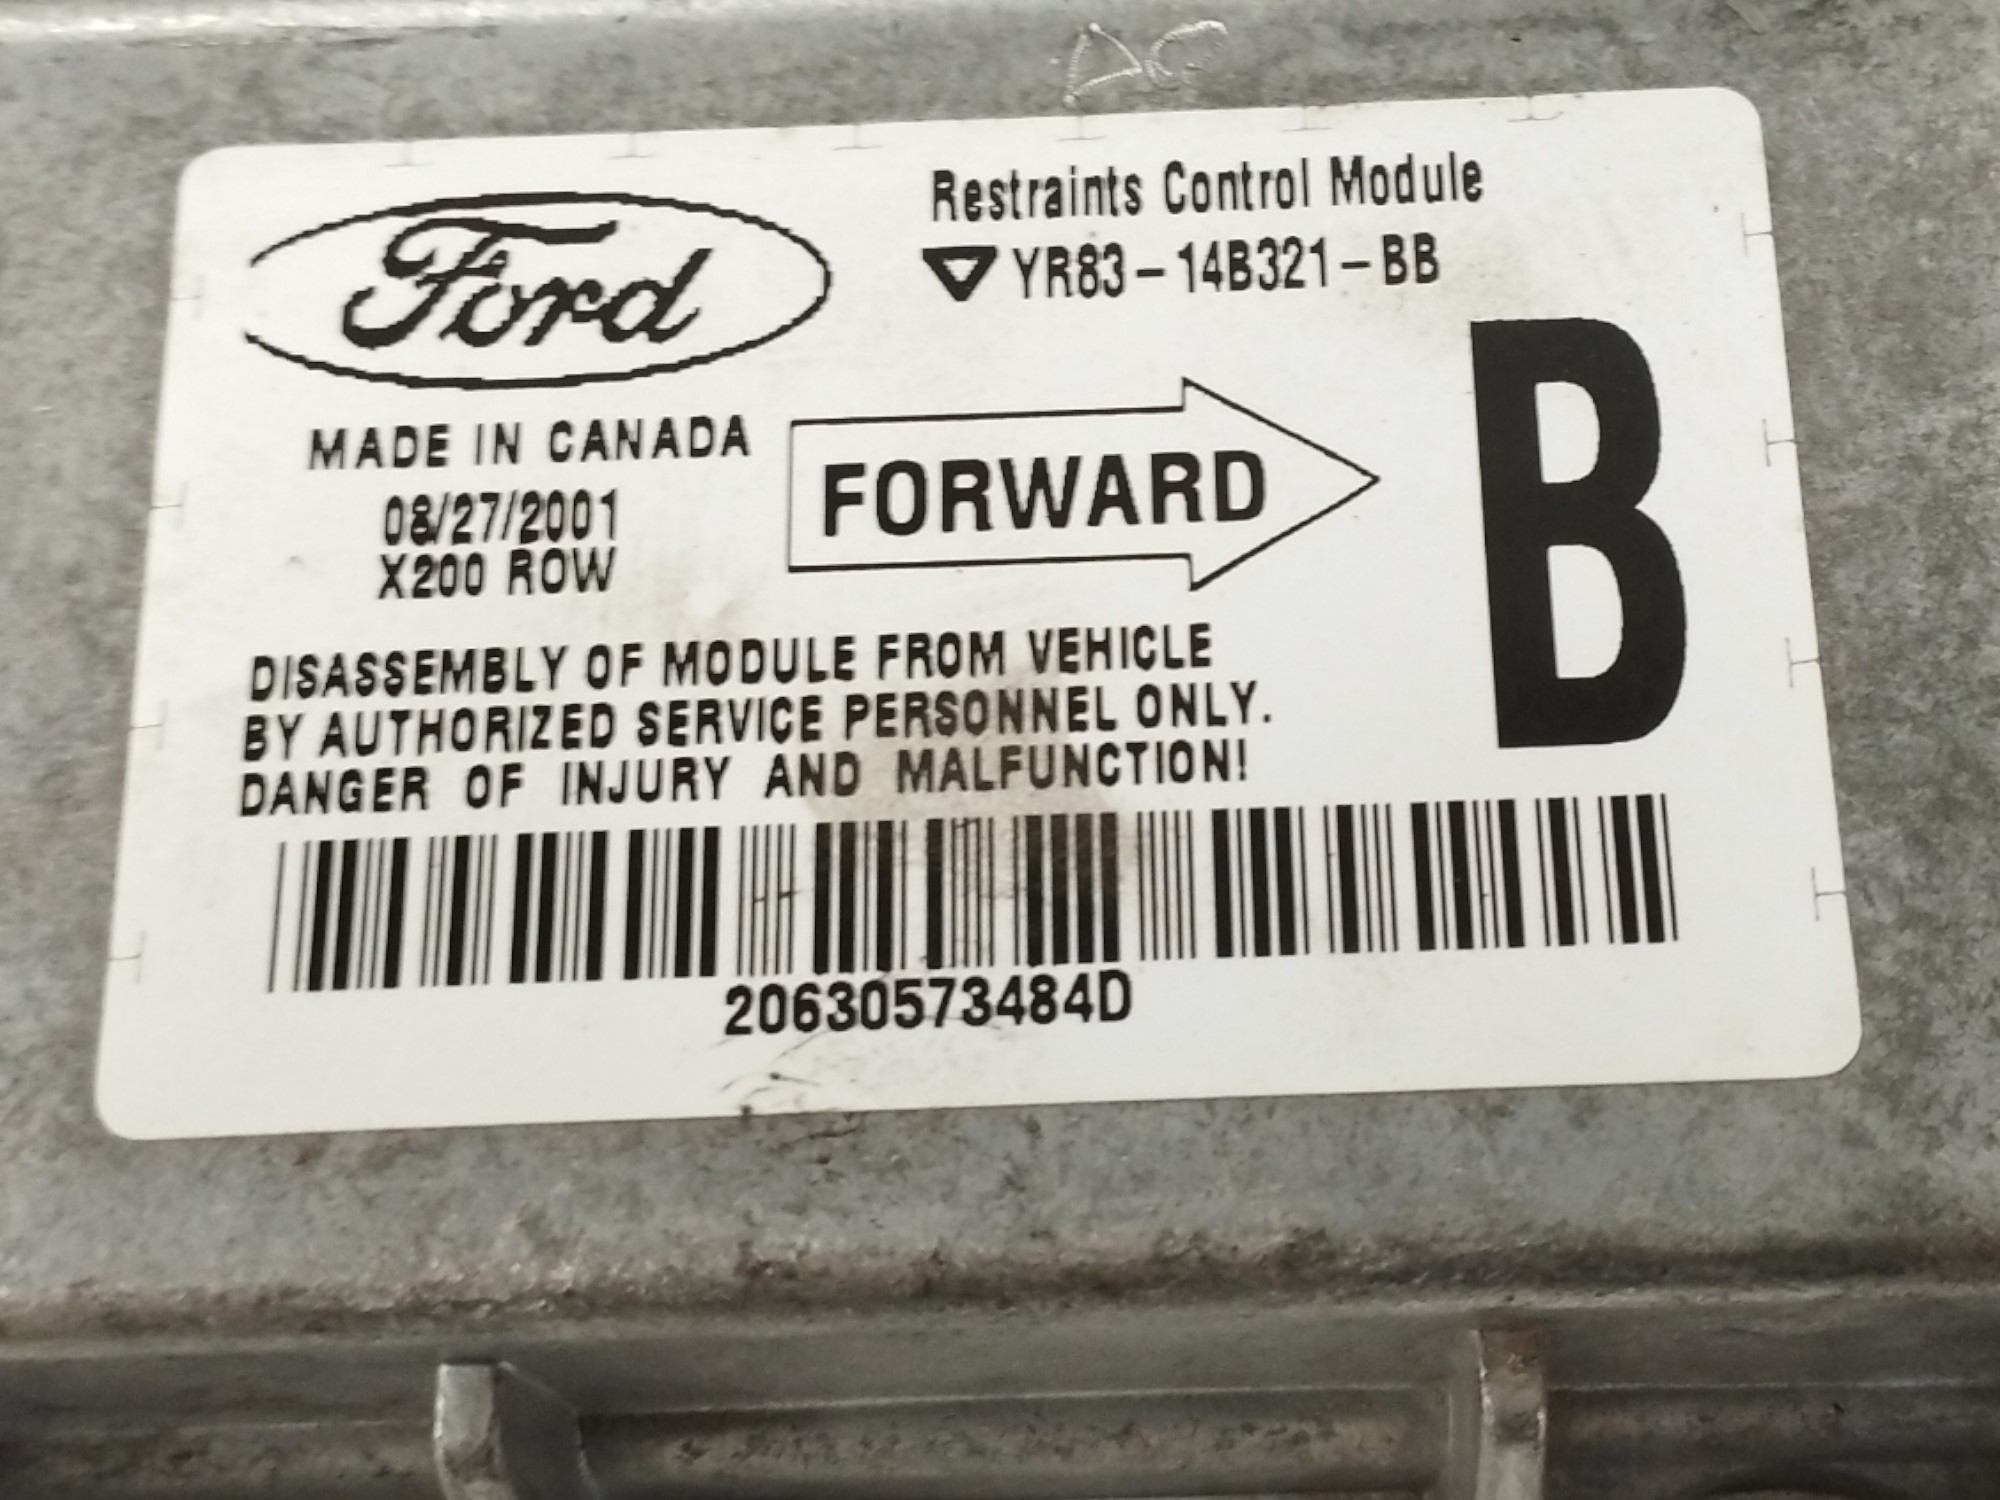 Ford
Restraints Control Module
YR83-14B321-BB
MADE IN CANADA
08/27/2001
X200 ROW
FORWARD
B
DISASSEMBLY OF MODULE FROM VEHICLE
BY AUTHORIZED SERVICE PERSONNEL ONLY.
DANGER OF INJURY AND MALFUNCTION!
20630573484D